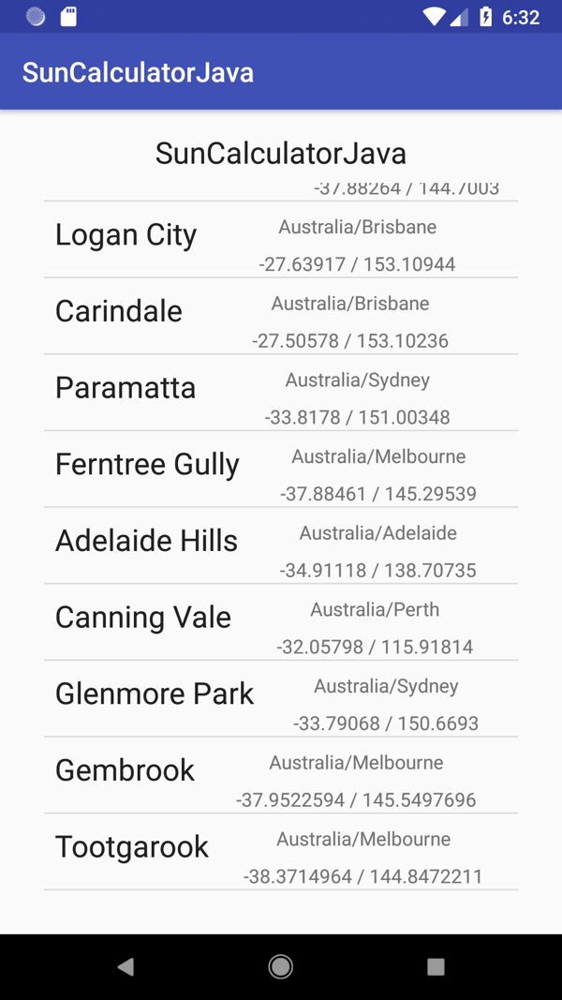 6:32
SunCalculatorJava
SunCalculatorJava
-37.88264 / 144.7003
Logan City
Australia/Brisbane
-27.63917 / 153.10944
Carindale
Australia/Brisbane
-27.50578 / 153.10236
Paramatta
Australia/Sydney
-33.8178 / 151.00348
Ferntree Gully
Australia/Melbourne
-37.88461 / 145.29539
Adelaide Hills
Australia/Adelaide
-34.91118 / 138.70735
Canning Vale
Australia/Perth
-32.05798 / 115.91814
Glenmore Park
Australia/Sydney
-33.79068 / 150.6693
Gembrook
Australia/Melbourne
-37.9522594 / 145.5497696
Tootgarook
Australia/Melbourne
-38.3714964 / 144.8472211